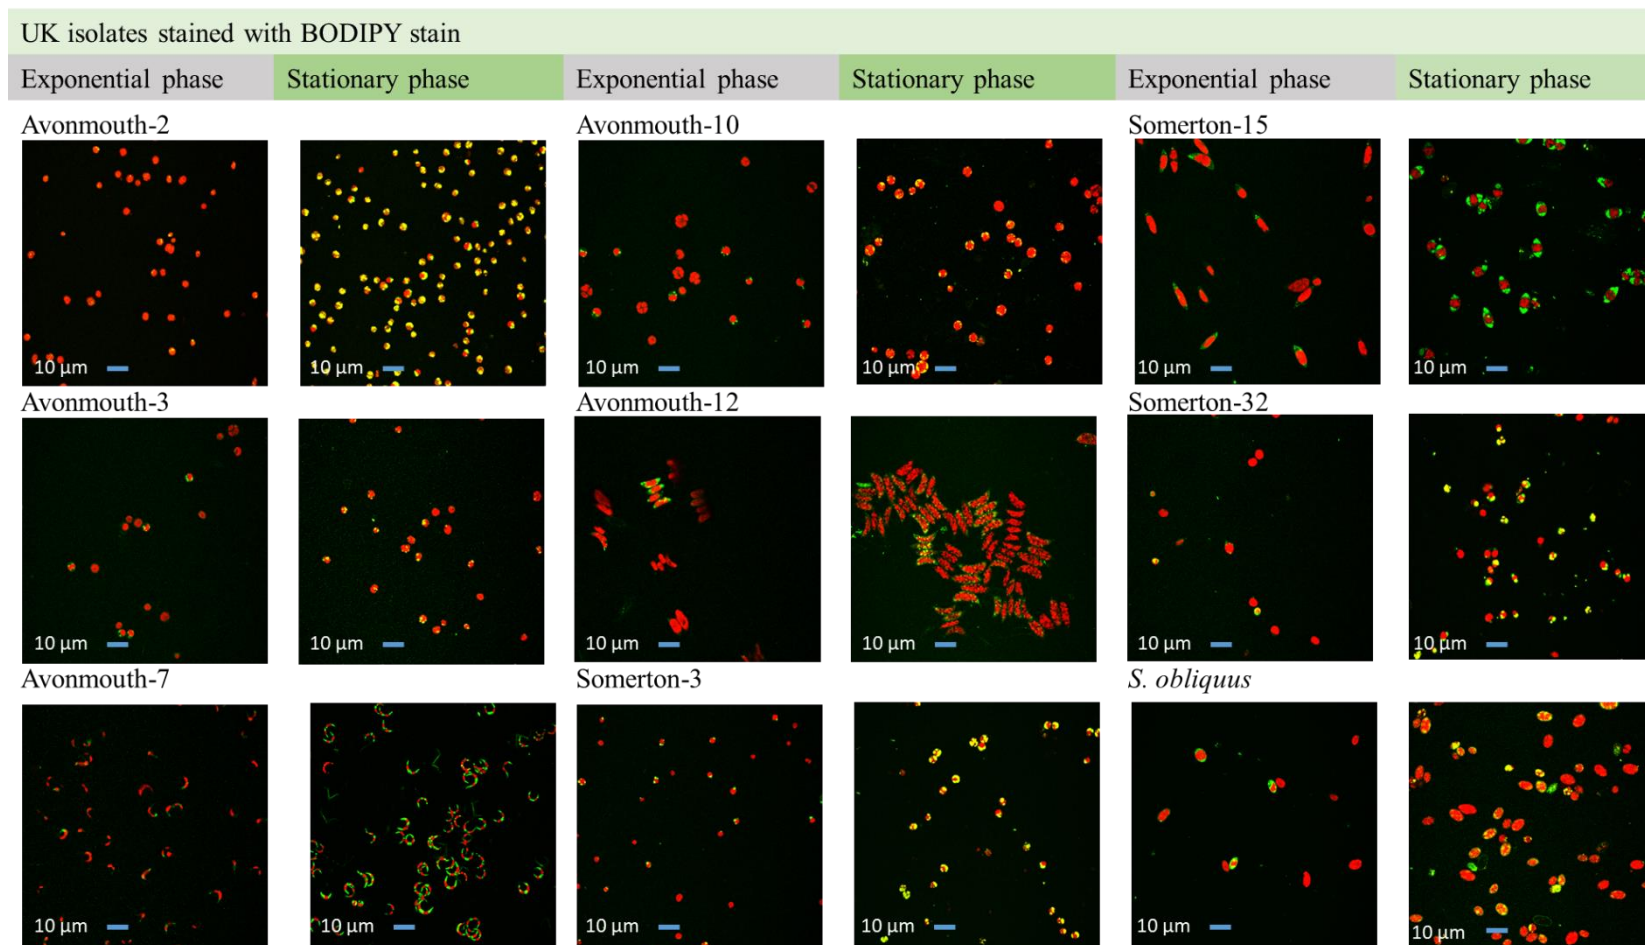 UK isolates stained with BODIPY stain
Exponential phase Stationary phase Exponential phase Stationary phase Exponential phase Stationary phase
Avonmouth-2 Avonmouth-10 Somerton-15
10 µm 10 µm 10 µm 10 µm 10 µm 10 µm
Avonmouth-3 Avonmouth-12 Somerton-32
10 µm 10 µm 10 µm 10 µm 10 µm 10 µm
Avonmouth-7 Somerton-3 S. obliquus
10 µm 10 µm 10 µm 10 µm 10 µm 10 µm